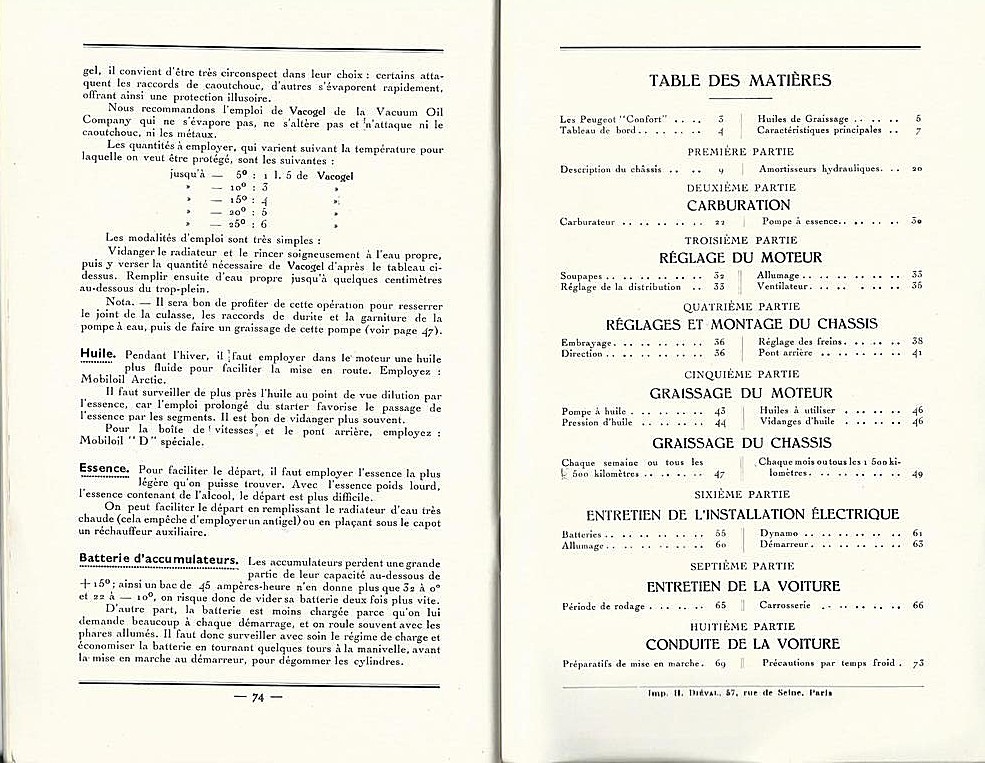 gel, il convient d'être très circonspect dans leur choix : certains atta-
quent les raccords de caoutchouc, d'autres s'évaporent rapidement,
offrant ainsi une protection illusoire.
Nous recommandons l'emploi de Vacogel de la Vacuum Oil
Company qui ne s'évapore pas, ne s'altère pas et n'attaque ni le
caoutchouc, ni les métaux.
Les quantités à employer, qui varient suivant la température pour
laquelle on veut être protégé, sont les suivantes :
jusqu'à — 5° : 1 l. 5 de Vacogel
» — 10° : 3 »
» — 15° : 4 »
» — 20° : 5 »
» — 25° : 6 »
Les modalités d'emploi sont très simples :
Vidanger le radiateur et le rincer soigneusement à l'eau propre,
puis y verser la quantité nécessaire de Vacogel d'après le tableau ci-
dessus. Remplir ensuite d'eau propre jusqu'à quelques centimètres
au-dessous du trop-plein.
Nota. — Il sera bon de profiter de cette opération pour resserrer
le joint de la culasse, les raccords de durite et la garniture de la
pompe à eau, puis de faire un graissage de cette pompe (voir page 47).
Huile. Pendant l'hiver, il faut employer dans le moteur une huile
plus fluide pour faciliter la mise en route. Employez :
Mobiloil Arctic.
Il faut surveiller de plus près l'huile au point de vue dilution par
l'essence, car l'emploi prolongé du starter favorise le passage de
l'essence par les segments. Il est bon de vidanger plus souvent.
Pour la boîte de vitesses, et le pont arrière, employez :
Mobiloil " D " spéciale.
Essence. Pour faciliter le départ, il faut employer l'essence la plus
légère qu'on puisse trouver. Avec l'essence poids lourd,
l'essence contenant de l'alcool, le départ est plus difficile.
On peut faciliter le départ en remplissant le radiateur d'eau très
chaude (cela empêche d'employer un antigel) ou en plaçant sous le capot
un réchauffeur auxiliaire.
Batterie d'accumulateurs. Les accumulateurs perdent une grande
partie de leur capacité au-dessous de
+ 15° ; ainsi un bac de 45 ampères-heure n'en donne plus que 32 à 0°
et 22 à — 10°, on risque donc de vider sa batterie deux fois plus vite.
D'autre part, la batterie est moins chargée parce qu'on lui
demande beaucoup à chaque démarrage, et on roule souvent avec les
phares allumés. Il faut donc surveiller avec soin le régime de charge et
économiser la batterie en tournant quelques tours à la manivelle, avant
la mise en marche au démarreur, pour dégommer les cylindres.
— 74 —
TABLE DES MATIÈRES
Les Peugeot "Confort" .... 3 Huiles de Graissage ...... 5
Tableau de bord ........ 4 Caractéristiques principales .. 7
PREMIÈRE PARTIE
Description du châssis .... 9 Amortisseurs hydrauliques. .. 20
DEUXIÈME PARTIE
CARBURATION
Carburateur ......... 22 Pompe à essence....... 30
TROISIÈME PARTIE
RÉGLAGE DU MOTEUR
Soupapes ........... 32 Allumage ........... 33
Réglage de la distribution .. 33 Ventilateur.......... 35
QUATRIÈME PARTIE
RÉGLAGES ET MONTAGE DU CHASSIS
Embrayage.......... 36 Réglage des freins...... 38
Direction ........... 36 Pont arrière ......... 41
CINQUIÈME PARTIE
GRAISSAGE DU MOTEUR
Pompe à huile ........ 43 Huiles à utiliser ...... 46
Pression d'huile ....... 44 Vidanges d'huile ...... 46
GRAISSAGE DU CHASSIS
Chaque semaine ou tous les Chaque mois ou tous les 1 500 ki-
500 kilomètres ....... 47 lomètres........... 49
SIXIÈME PARTIE
ENTRETIEN DE L'INSTALLATION ÉLECTRIQUE
Batteries ........... 55 Dynamo ........... 61
Allumage........... 60 Démarreur.......... 63
SEPTIÈME PARTIE
ENTRETIEN DE LA VOITURE
Période de rodage ...... 65 Carrosserie ......... 66
HUITIÈME PARTIE
CONDUITE DE LA VOITURE
Préparatifs de mise en marche. 69 Précautions par temps froid . 73
Imp. H. DIÉVAL, 57, rue de Seine, Paris